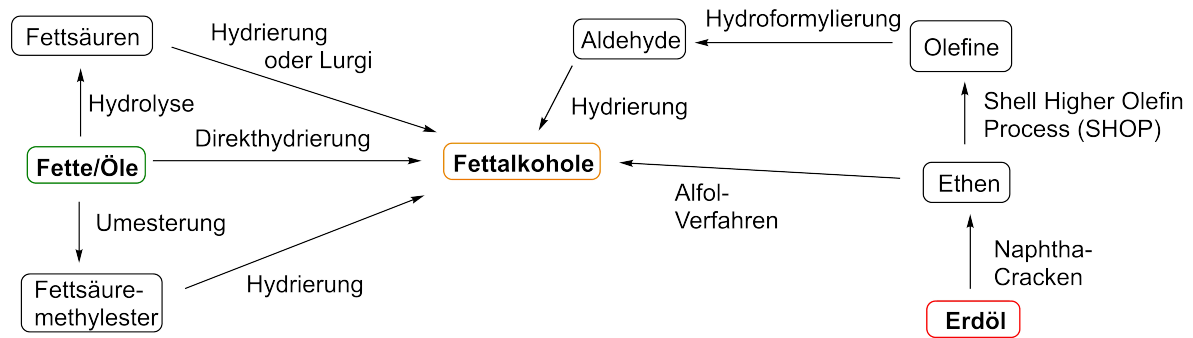 Fettsäuren
Hydrierung
oder Lurgi
Hydrolyse
Direkthydrierung
Fette/Öle
Umesterung
Fettsäure-
methylester
Hydrierung
Fettalkohole
Aldehyde
Hydroformylierung
Olefine
Hydrierung
Shell Higher Olefin
Process (SHOP)
Ethen
Alfol-
Verfahren
Naphtha-
Cracken
Erdöl